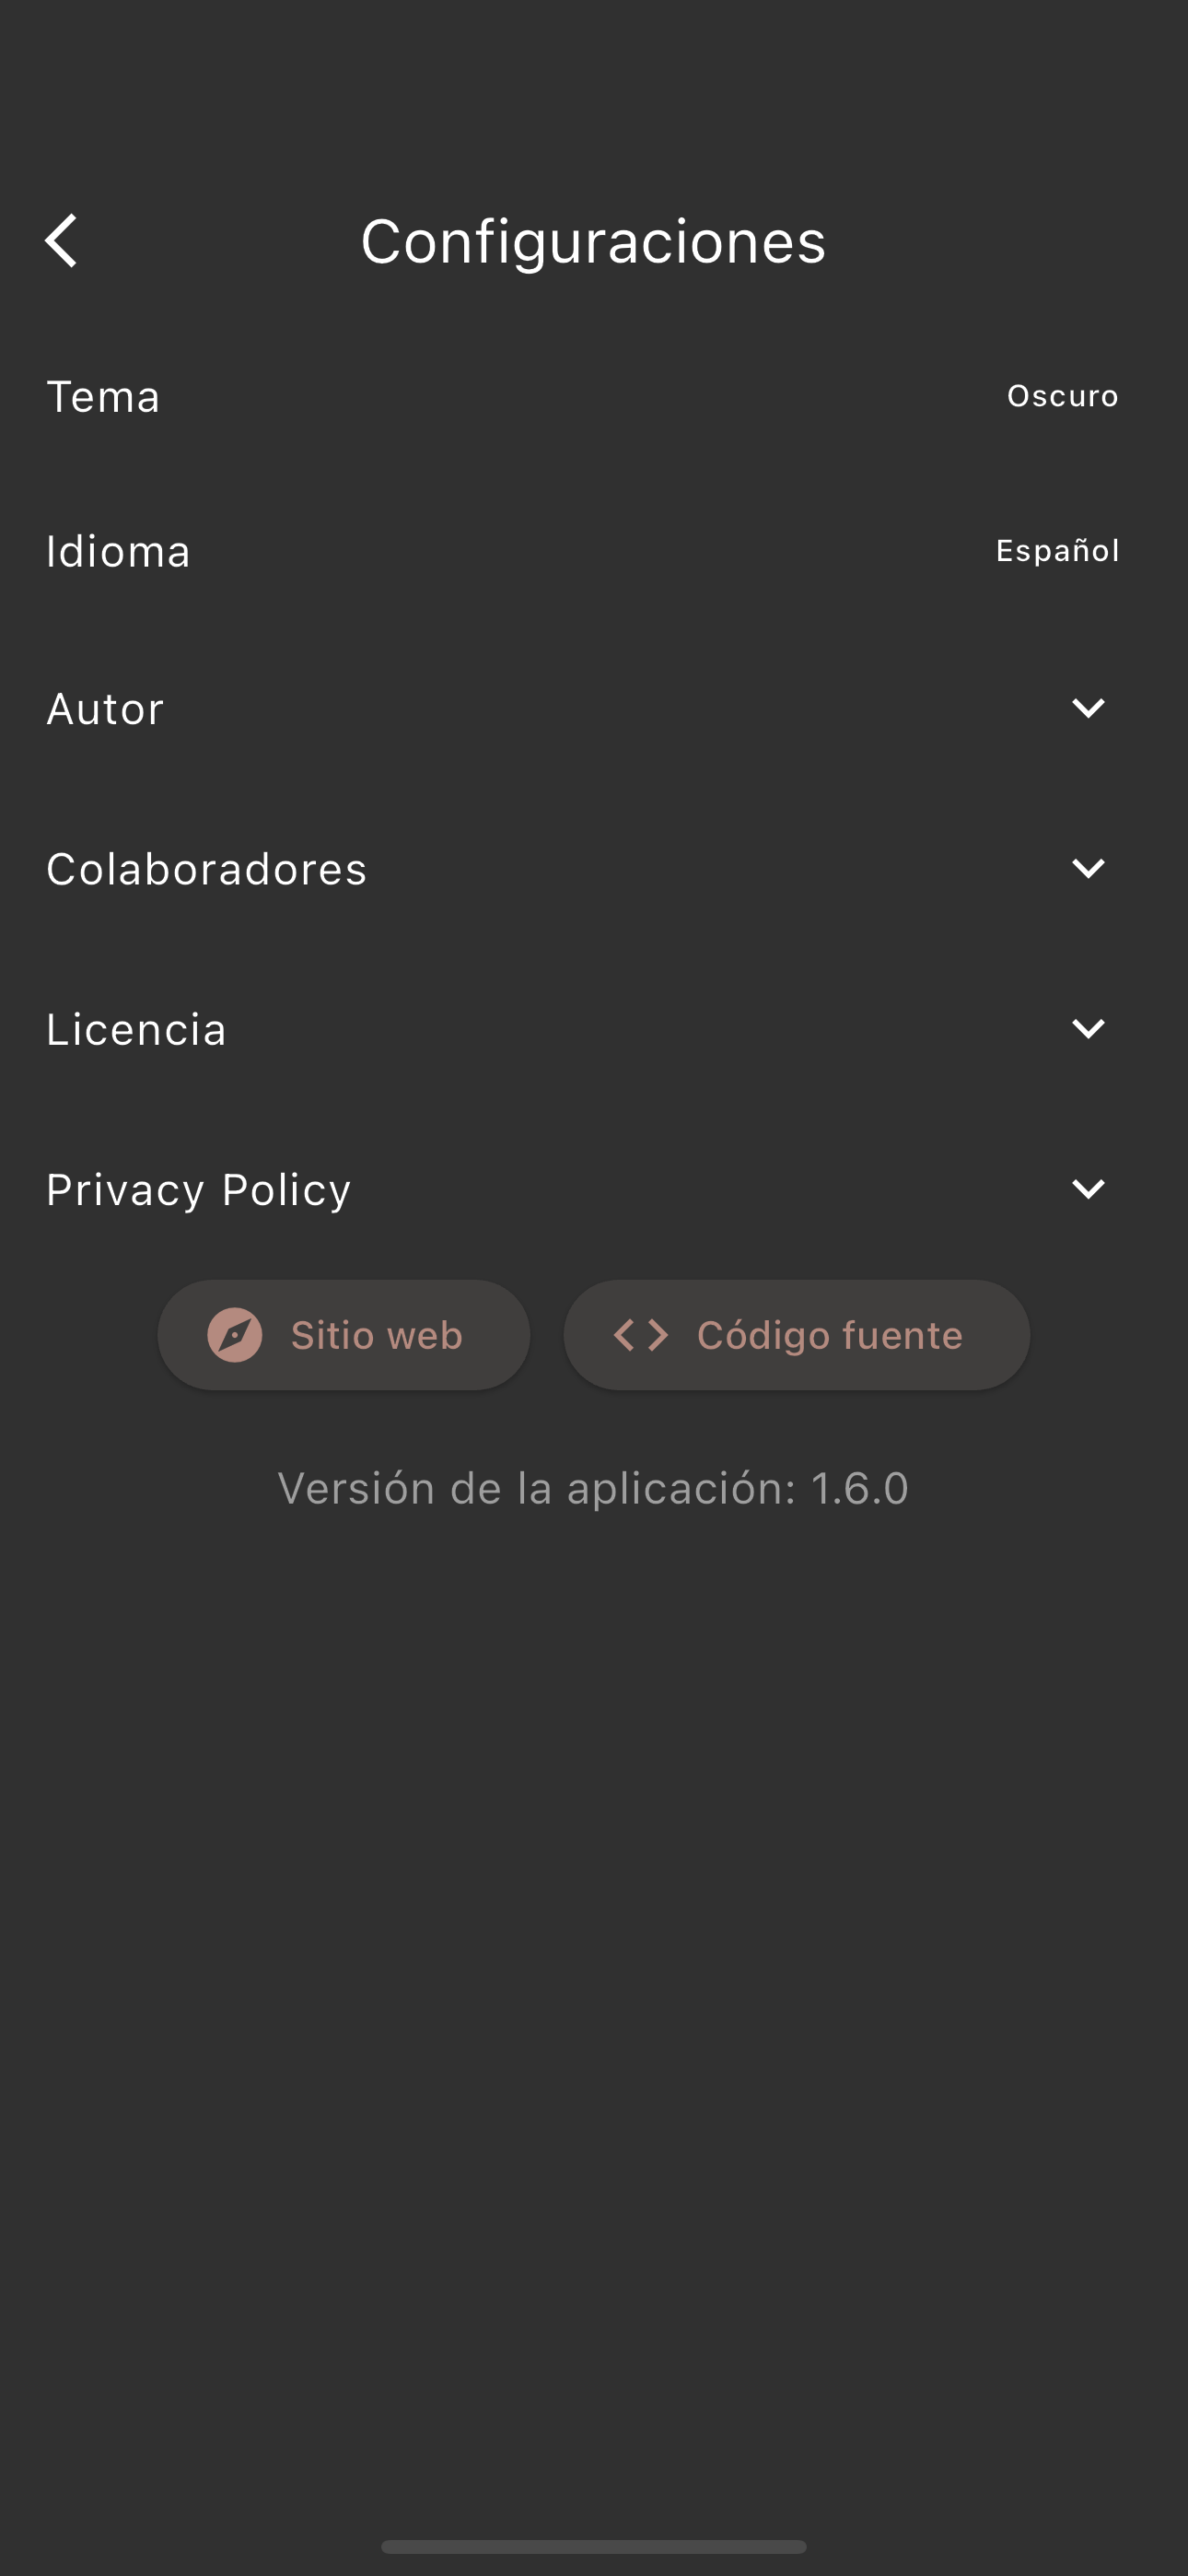 Configuraciones
Tema Oscuro
Idioma Español
Autor
Colaboradores
Licencia
Privacy Policy
Sitio web Código fuente
Versión de la aplicación: 1.6.0